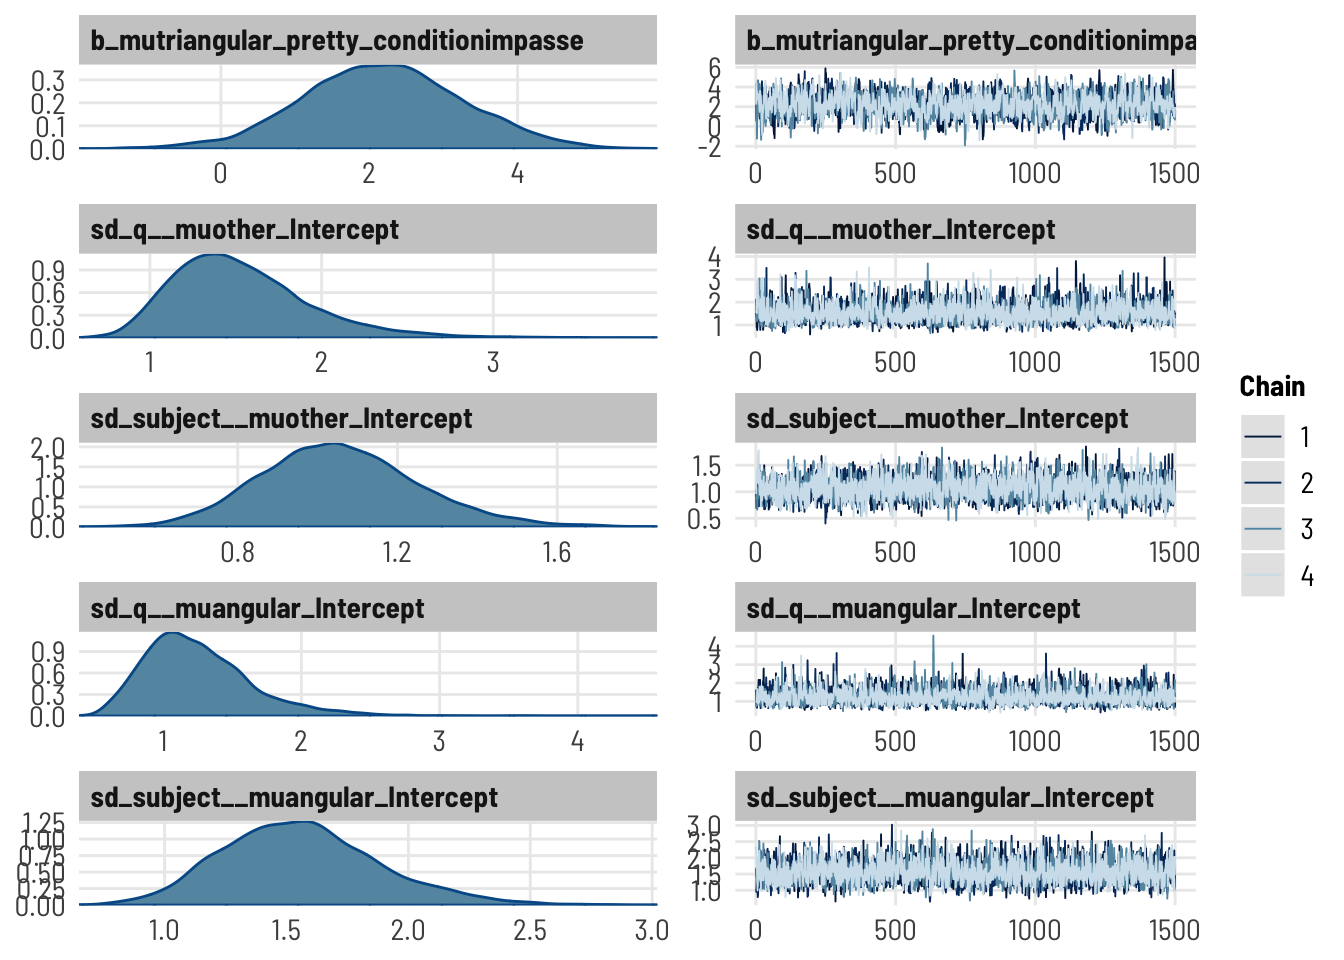 b_mutriangular_pretty_conditionimpasse
0.3
0.2
0.1
0.0
0 2 4
b_mutriangular_pretty_conditionimpa
6
4
2
0
-2
0 500 1000 1500
sd_q__muother_Intercept
0.9
0.6
0.3
0.0
1 2 3
sd_q__muother_Intercept
4
3
2
1
0 500 1000 1500
sd_subject__muother_Intercept
2.0
1.5
1.0
0.5
0.0
0.8 1.2 1.6
sd_subject__muother_Intercept
1.5
1.0
0.5
0 500 1000 1500
sd_q__muangular_Intercept
0.9
0.6
0.3
0.0
1 2 3 4
sd_q__muangular_Intercept
4
3
2
1
0 500 1000 1500
sd_subject__muangular_Intercept
1.25
1.00
0.75
0.50
0.25
0.00
1.0 1.5 2.0 2.5 3.0
sd_subject__muangular_Intercept
3.0
2.5
2.0
1.5
1.0
0 500 1000 1500
Chain
1
2
3
4